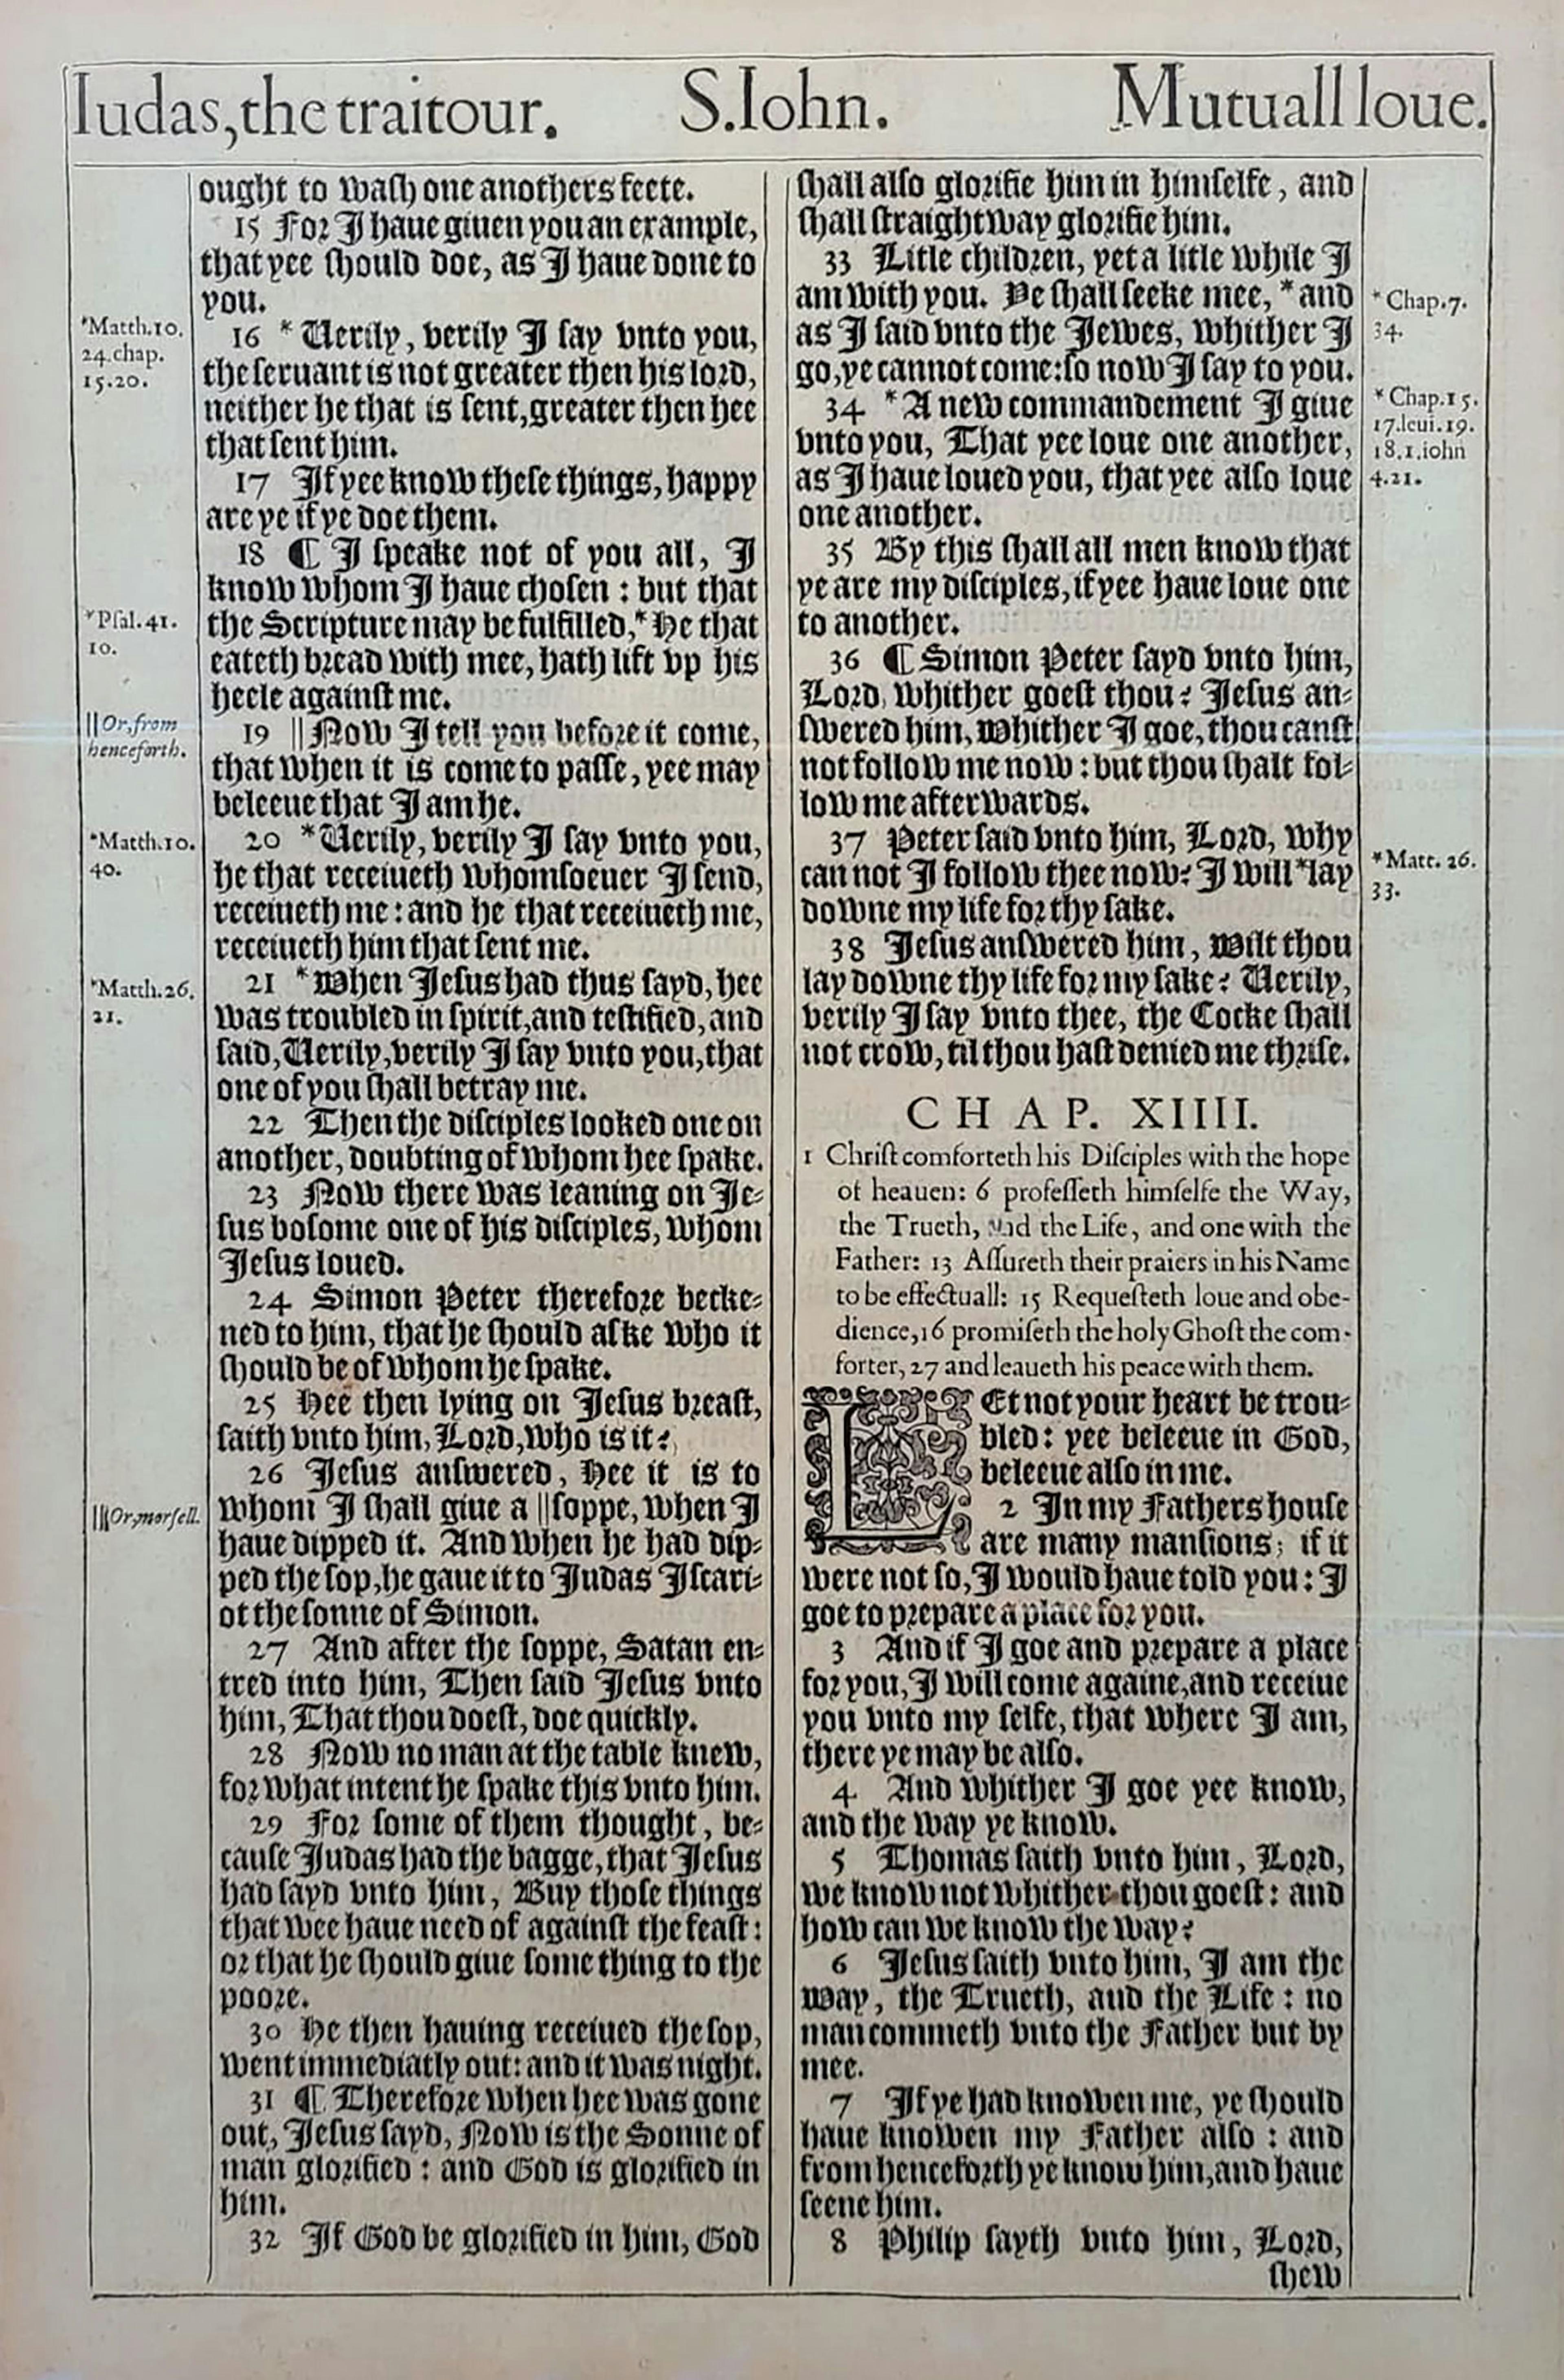 Iudas, the traitour. S. Iohn. Mutuall loue.
ought to wash one anothers feete.
15 For I haue giuen you an example,
that yee should doe, as I haue done to
you.
*Matth.10.
24.chap.
15.20.
16 * Uerily, verily I say vnto you,
the seruant is not greater then his lord,
neither he that is sent, greater then hee
that sent him.
17 If yee know these things, happy
are ye if ye doe them.
18 ¶ I speake not of you all, I
know whom I haue chosen : but that
*Psal.41.
10.
the Scripture may be fulfilled,* He that
eateth bread with mee, hath lift vp his
heele against me.
||Or, from
henceforth.
19 || Now I tell you before it come,
that when it is come to passe, yee may
beleeue that I am he.
*Matth.10.
40.
20 *Uerily, verily I say vnto you,
he that receiueth whomsoeuer I send,
receiueth me : and he that receiueth me,
receiueth him that sent me.
*Matth.26.
21.
21 *When Jesus had thus sayd, hee
was troubled in spirit, and testified, and
said, Uerily, verily I say vnto you, that
one of you shall betray me.
22 Then the disciples looked one on
another, doubting of whom hee spake.
23 Now there was leaning on Je-
sus bosome one of his disciples, whom
Jesus loued.
24 Simon Peter therefore becke-
ned to him, that he should aske who it
should be of whom he spake.
25 Hee then lying on Jesus breast,
saith vnto him, Lord, who is it?
26 Jesus answered, Hee it is to
||Or, morsell.
whom I shall giue a || soppe, when I
haue dipped it. And when he had dip-
ped the sop, he gaue it to Judas Iscari-
ot the sonne of Simon.
27 And after the soppe, Satan en-
tred into him, Then said Jesus vnto
him, That thou doest, doe quickly.
28 Now no man at the table knew,
for what intent he spake this vnto him.
29 For some of them thought, be-
cause Judas had the bagge, that Jesus
had sayd vnto him, Buy those things
that wee haue need of against the feast:
or that he should giue something to the
poore.
30 He then hauing receiued the sop,
went immediatly out: and it was night.
31 ¶ Therefore when hee was gone
out, Jesus sayd, Now is the Sonne of
man glorified : and God is glorified in
him.
32 If God be glorified in him, God
shall also glorifie him in himselfe, and
shall straightway glorifie him.
33 Litle children, yet a litle while I
am with you. Ye shall seeke mee, *and
as I said vnto the Jewes, whither I
go, ye cannot come: so now I say to you.
* Chap.7.
34.
34 *A new commandement I giue
vnto you, That yee loue one another,
as I haue loued you, that yee also loue
one another.
* Chap.15.
17.leui.19.
18.1.iohn
4.21.
35 By this shall all men know that
ye are my disciples, if yee haue loue one
to another.
36 ¶ Simon Peter sayd vnto him,
Lord, whither goest thou? Jesus an-
swered him, Whither I goe, thou canst
not follow me now : but thou shalt fol-
low me afterwards.
37 Peter said vnto him, Lord, why
can not I follow thee now? I will *lay
downe my life for thy sake.
*Matt. 26.
33.
38 Jesus answered him, Wilt thou
lay downe thy life for my sake? Uerily,
verily I say vnto thee, the Cocke shall
not crow, til thou hast denied me thrise.
CHAP. XIIII.
1 Christ comforteth his Disciples with the hope
of heauen: 6 professeth himselfe the Way,
the Trueth, and the Life, and one with the
Father: 13 Assureth their praiers in his Name
to be effectuall: 15 Requesteth loue and obe-
dience, 16 promiseth the holy Ghost the com-
forter, 27 and leaueth his peace with them.
LEt not your heart be trou-
bled : yee beleeue in God,
beleeue also in me.
2 In my Fathers house
are many mansions; if it
were not so, I would haue told you : I
goe to prepare a place for you.
3 And if I goe and prepare a place
for you, I will come againe, and receiue
you vnto my selfe, that where I am,
there ye may be also.
4 And whither I goe yee know,
and the way ye know.
5 Thomas saith vnto him, Lord,
we know not whither thou goest : and
how can we know the way?
6 Jesus saith vnto him, I am the
Way, the Trueth, and the Life : no
man commeth vnto the Father but by
mee.
7 If ye had knowen me, ye should
haue knowen my Father also : and
from henceforth ye know him, and haue
seene him.
8 Philip sayth vnto him, Lord,
shew